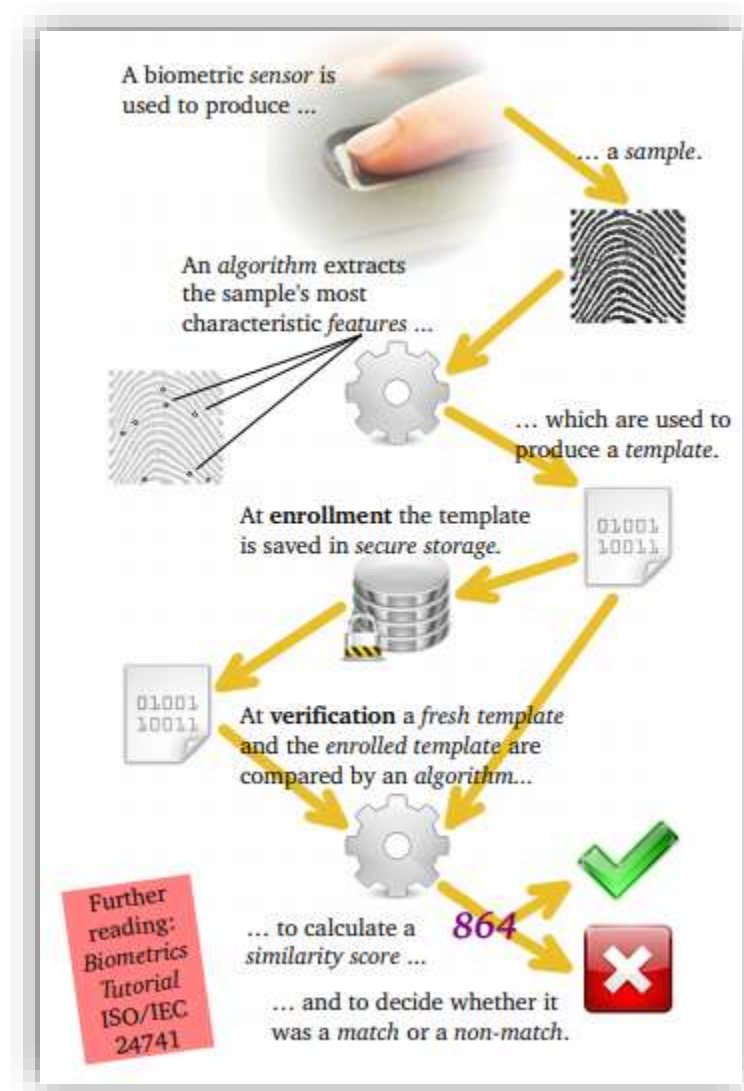 A biometric sensor is
used to produce ...
... a sample.
An algorithm extracts
the sample's most
characteristic features ...
... which are used to
produce a template.
01001
10011
At enrollment the template
is saved in secure storage.
01001
10011
At verification a fresh template
and the enrolled template are
compared by an algorithm...
864
... to calculate a
similarity score ...
... and to decide whether it
was a match or a non-match.
Further
reading:
Biometrics
Tutorial
ISO/IEC
24741